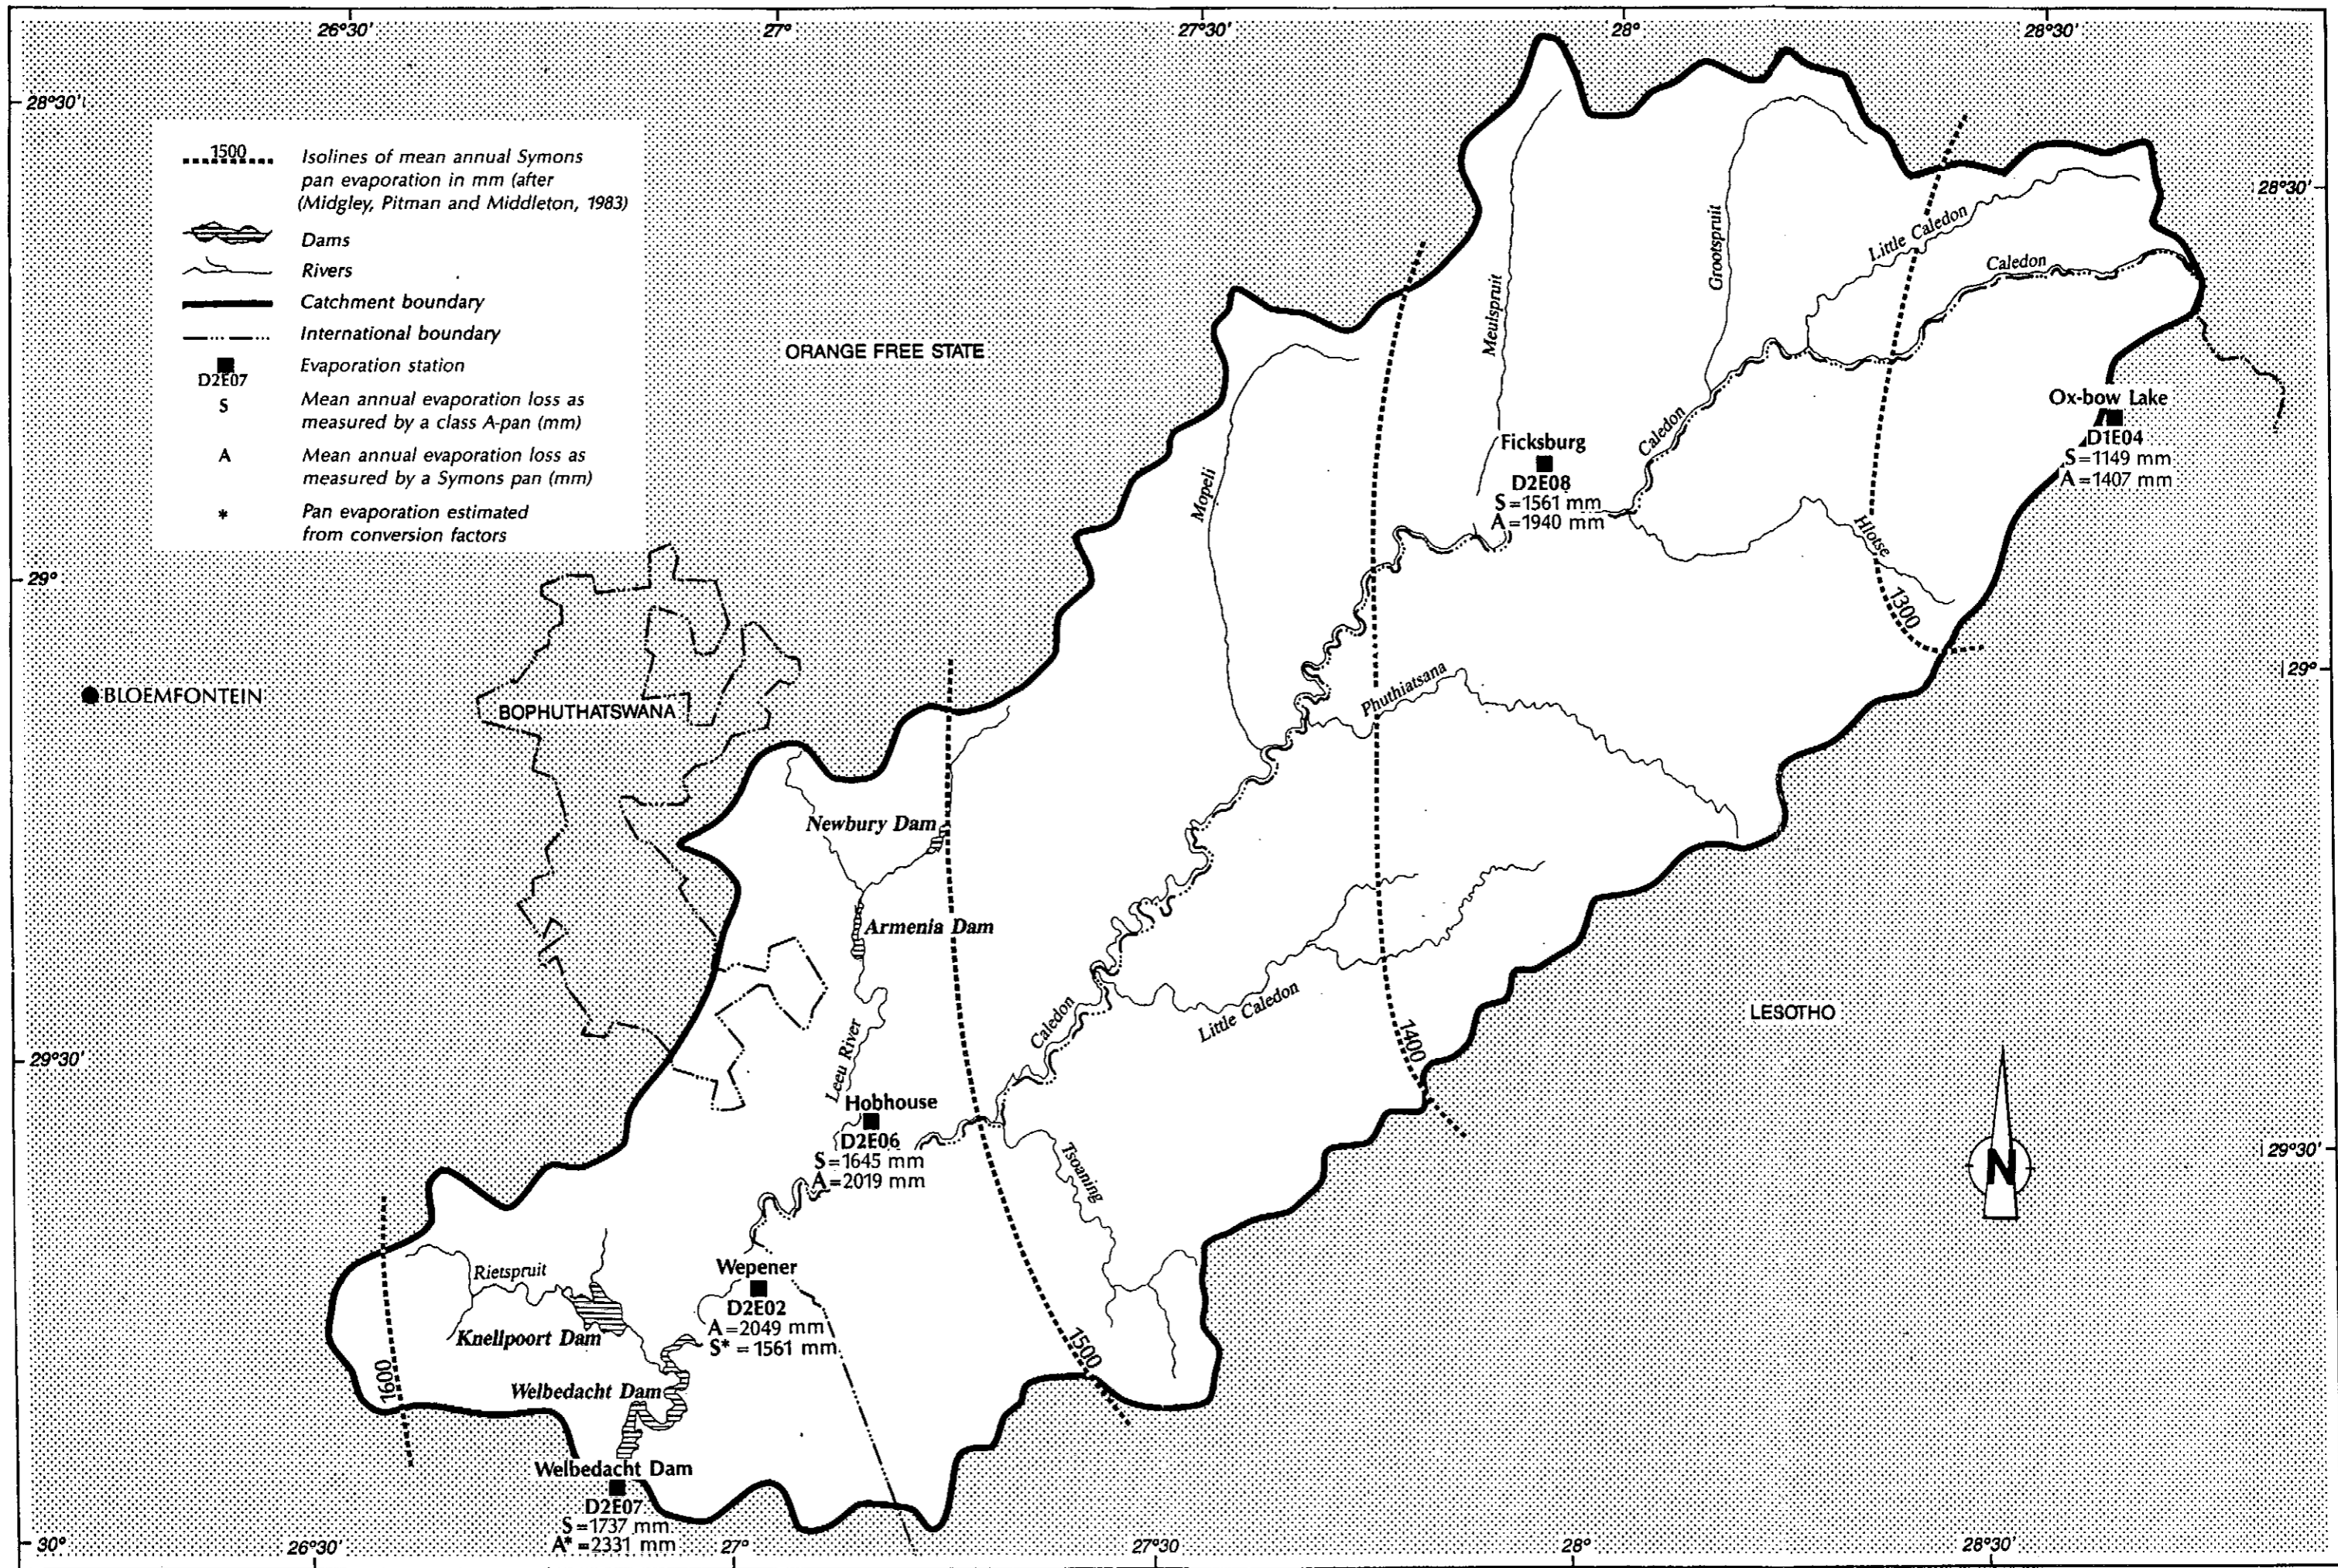 26°30'
27°
27°30'
28°
28°30'
28°30'
28°30'
1500
Isolines of mean annual Symons
pan evaporation in mm (after
(Midgley, Pitman and Middleton, 1983)
Dams
Rivers
Catchment boundary
International boundary
Evaporation station
D2E07
S
Mean annual evaporation loss as
measured by a class A-pan (mm)
A
Mean annual evaporation loss as
measured by a Symons pan (mm)
*
Pan evaporation estimated
from conversion factors
ORANGE FREE STATE
Meulspruit
Grootspruit
Little Caledon
Caledon
Caledon
Mopeli
Ficksburg
D2E08
S=1561 mm
A=1940 mm
Ox-bow Lake
D1E04
S=1149 mm
A=1407 mm
Hlotse
1300
29°
29°
BLOEMFONTEIN
BOPHUTHATSWANA
Phuthiatsana
Newbury Dam
Armenia Dam
Leeu River
Caledon
Little Caledon
1400
LESOTHO
29°30'
29°30'
Hobhouse
D2E06
S=1645 mm
A=2019 mm
Tsoaning
N
Rietspruit
Knellpoort Dam
Wepener
D2E02
A=2049 mm
S* = 1561 mm
1500
1600
Welbedacht Dam
Welbedacht Dam
D2E07
S=1737 mm
A*=2331 mm
30°
26°30'
27°
27°30'
28°
28°30'